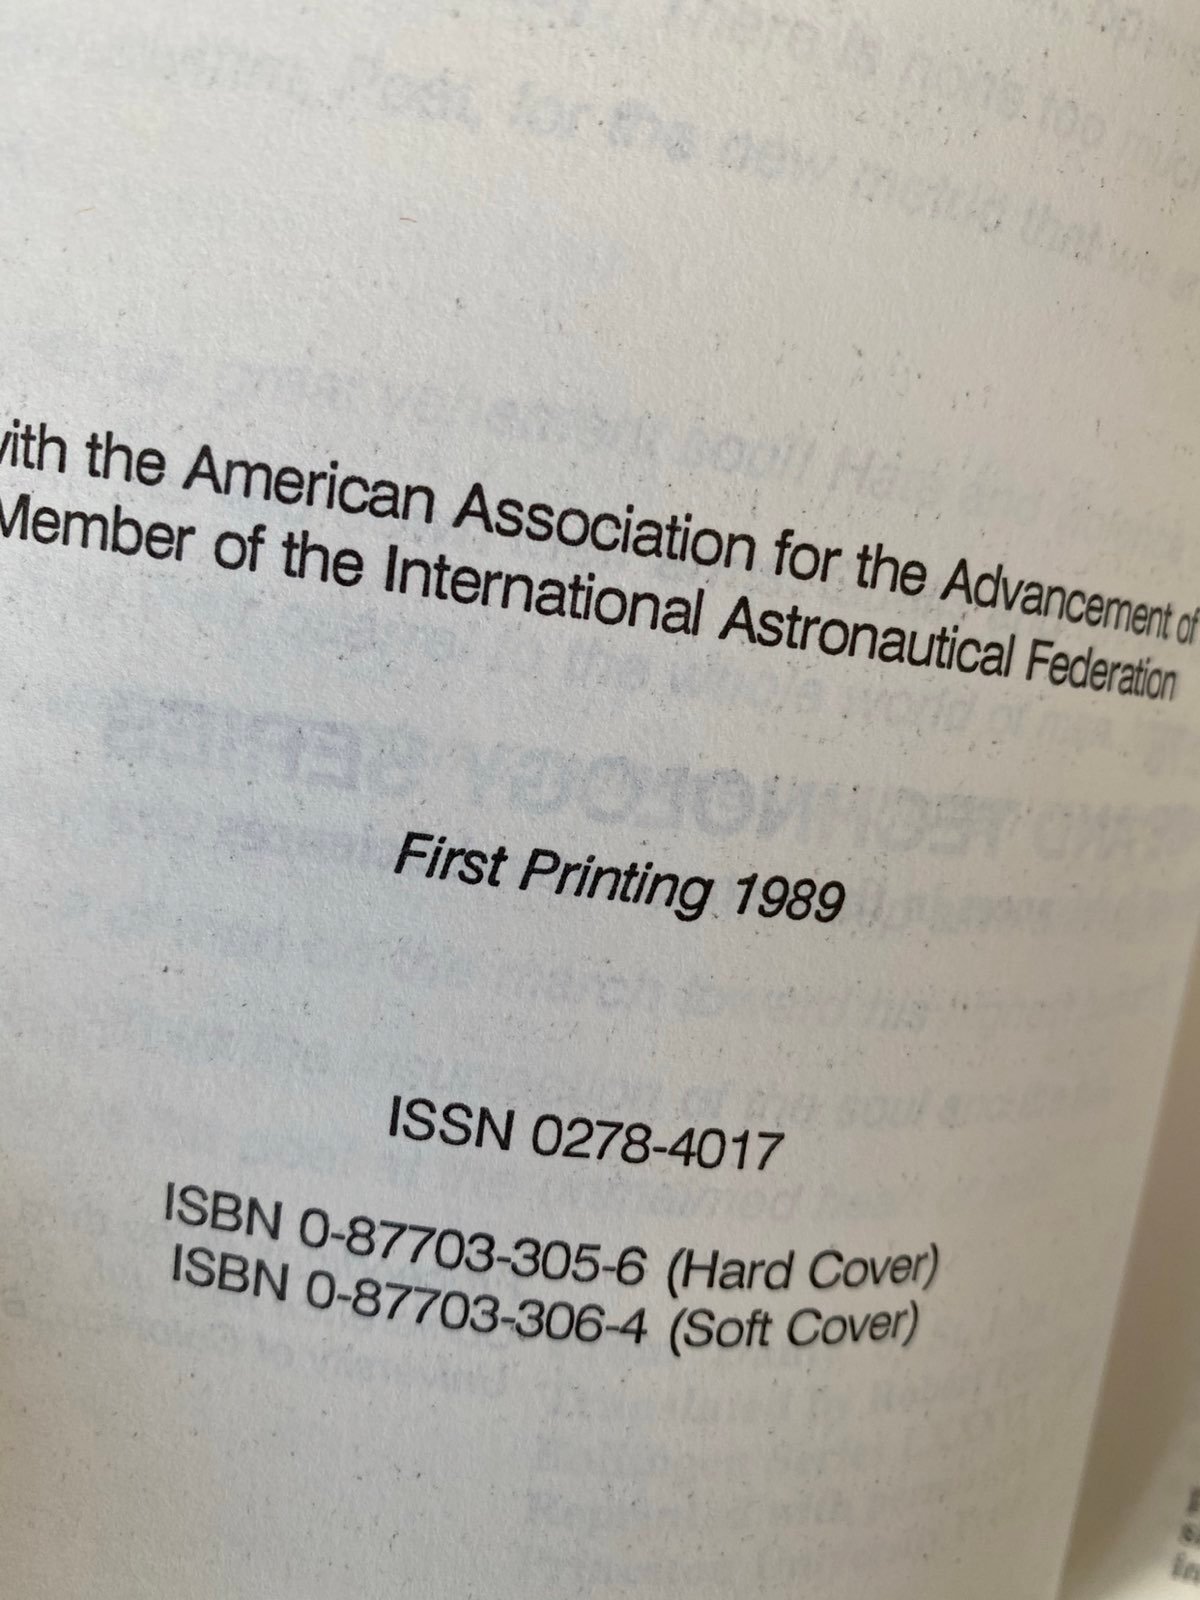 with the American Association for the Advancement of
Member of the International Astronautical Federation
First Printing 1989
ISSN 0278-4017
ISBN 0-87703-305-6 (Hard Cover)
ISBN 0-87703-306-4 (Soft Cover)